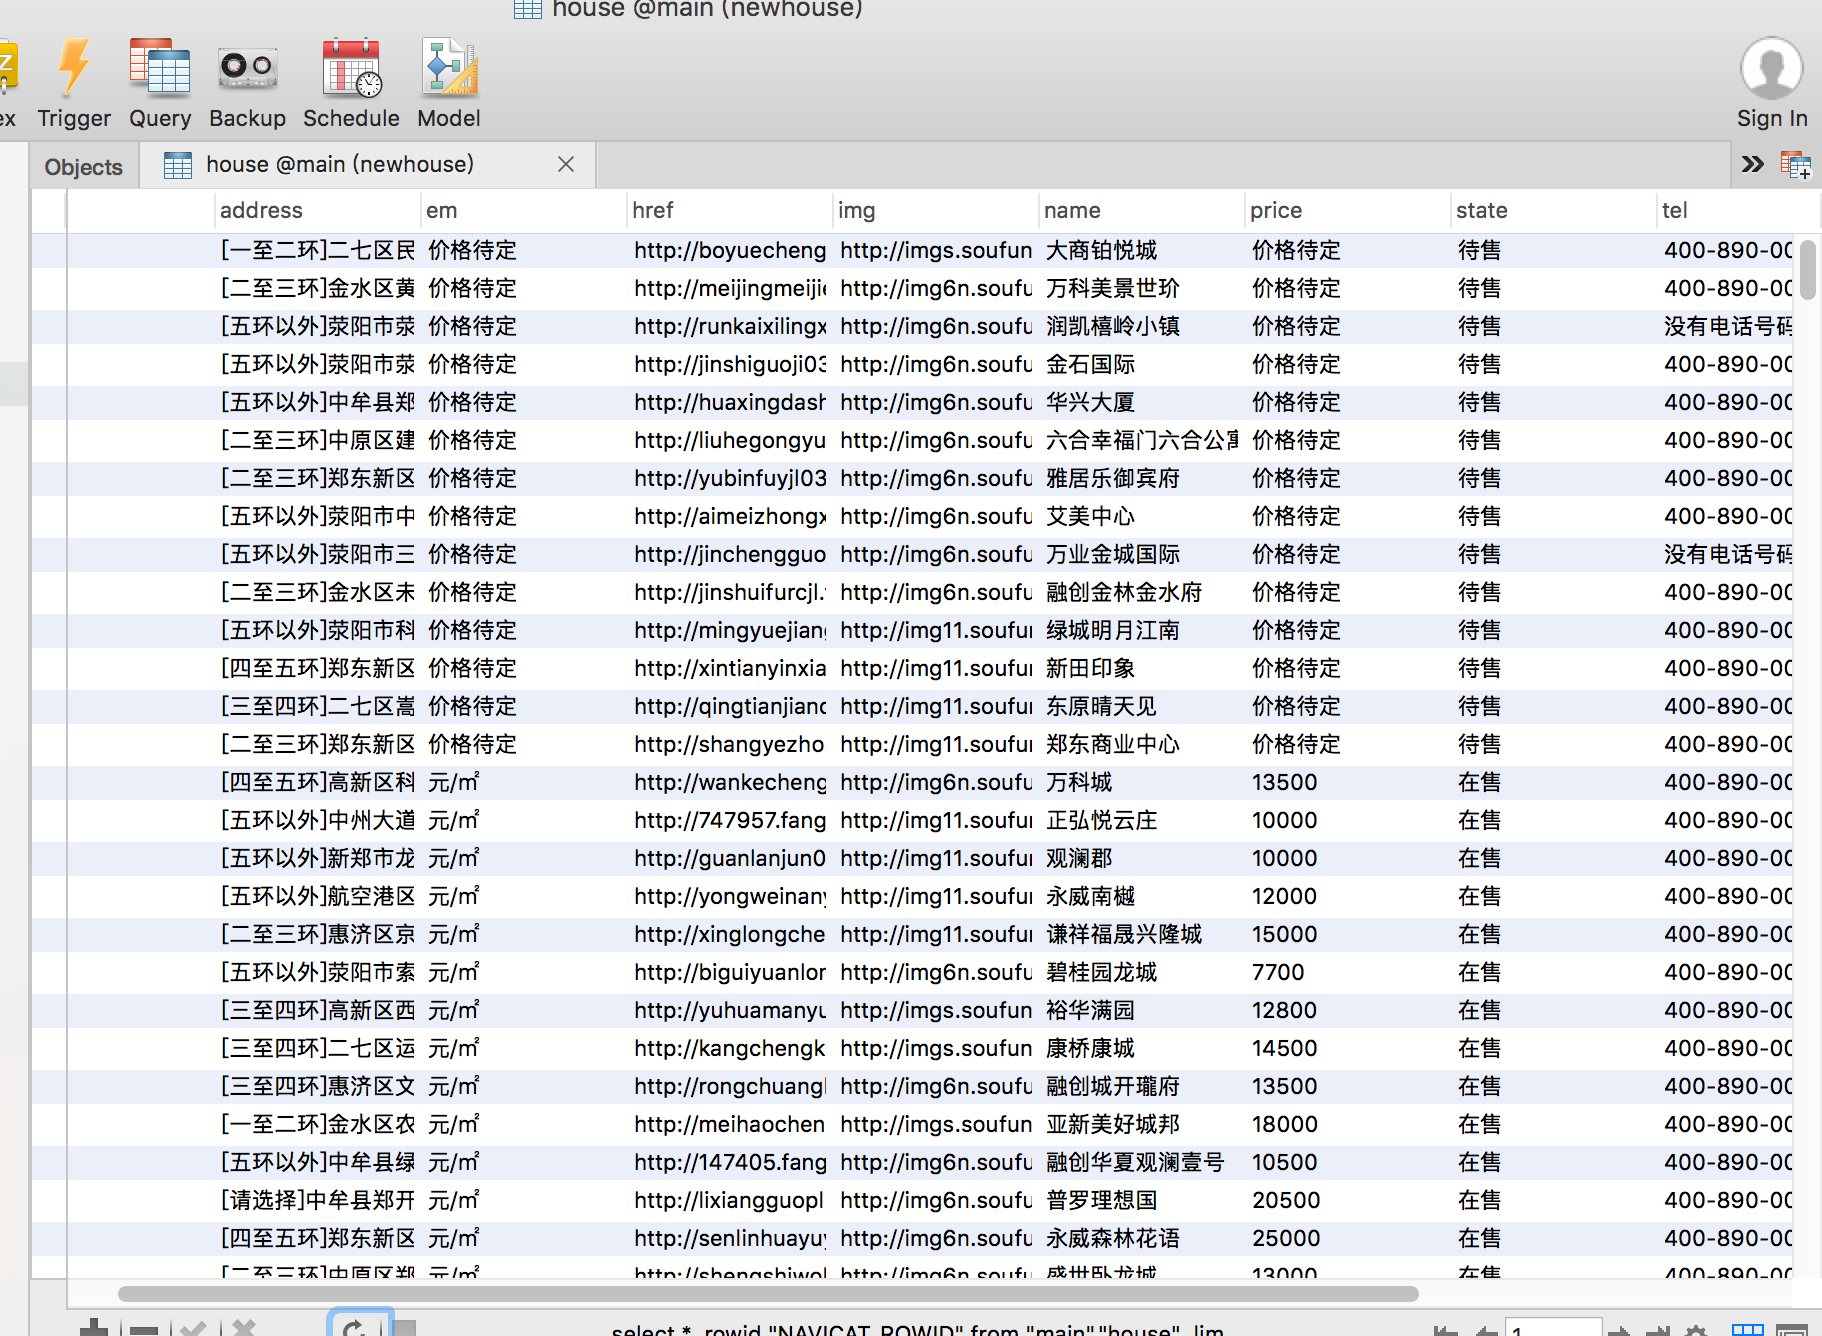 house @main (newhouse)
ex Trigger Query Backup Schedule Model Sign In
Objects house @main (newhouse)
address em href img name price state tel
[一至二环]二七区民 价格待定 http://boyuecheng http://imgs.soufun 大商铂悦城 价格待定 待售 400-890-00
[二至三环]金水区黄 价格待定 http://meijingmeiji http://img6n.soufu 万科美景世玠 价格待定 待售 400-890-00
[五环以外]荥阳市荥 价格待定 http://runkaixilingx http://img6n.soufu 润凯橲岭小镇 价格待定 待售 没有电话号码
[五环以外]荥阳市荥 价格待定 http://jinshiguoji03 http://img6n.soufu 金石国际 价格待定 待售 400-890-00
[五环以外]中牟县郑 价格待定 http://huaxingdash http://img6n.soufu 华兴大厦 价格待定 待售 400-890-00
[二至三环]中原区建 价格待定 http://liuhegongyu http://img6n.soufu 六合幸福门六合公寓 价格待定 待售 400-890-00
[二至三环]郑东新区 价格待定 http://yubinfuyjl03 http://img6n.soufu 雅居乐御宾府 价格待定 待售 400-890-00
[五环以外]荥阳市中 价格待定 http://aimeizhongx http://img6n.soufu 艾美中心 价格待定 待售 400-890-00
[五环以外]荥阳市三 价格待定 http://jinchengguo http://img6n.soufu 万业金城国际 价格待定 待售 没有电话号码
[二至三环]金水区未 价格待定 http://jinshuifurcjl. http://img6n.soufu 融创金林金水府 价格待定 待售 400-890-00
[五环以外]荥阳市科 价格待定 http://mingyuejiang http://img11.soufu 绿城明月江南 价格待定 待售 400-890-00
[四至五环]郑东新区 价格待定 http://xintianyinxia http://img11.soufu 新田印象 价格待定 待售 400-890-00
[三至四环]二七区嵩 价格待定 http://qingtianjian http://img11.soufu 东原晴天见 价格待定 待售 400-890-00
[二至三环]郑东新区 价格待定 http://shangyezho http://img11.soufu 郑东商业中心 价格待定 待售 400-890-00
[四至五环]高新区科 元/㎡ http://wankecheng http://img6n.soufu 万科城 13500 在售 400-890-00
[五环以外]中州大道 元/㎡ http://747957.fang http://img11.soufu 正弘悦云庄 10000 在售 400-890-00
[五环以外]新郑市龙 元/㎡ http://guanlanjun0 http://img11.soufu 观澜郡 10000 在售 400-890-00
[五环以外]航空港区 元/㎡ http://yongweinany http://img11.soufu 永威南樾 12000 在售 400-890-00
[二至三环]惠济区京 元/㎡ http://xinglongche http://img11.soufu 谦祥福晟兴隆城 15000 在售 400-890-00
[五环以外]荥阳市索 元/㎡ http://biguiyuanlon http://img6n.soufu 碧桂园龙城 7700 在售 400-890-00
[三至四环]高新区西 元/㎡ http://yuhuamanyu http://imgs.soufun 裕华满园 12800 在售 400-890-00
[三至四环]二七区运 元/㎡ http://kangchengk http://imgs.soufun 康桥康城 14500 在售 400-890-00
[三至四环]惠济区文 元/㎡ http://rongchuang http://img6n.soufu 融创城开瓏府 13500 在售 400-890-00
[一至二环]金水区农 元/㎡ http://meihaochen http://imgs.soufun 亚新美好城邦 18000 在售 400-890-00
[五环以外]中牟县绿 元/㎡ http://147405.fang http://img6n.soufu 融创华夏观澜壹号 10500 在售 400-890-00
[请选择]中牟县郑开 元/㎡ http://lixiangguopl http://img6n.soufu 普罗理想国 20500 在售 400-890-00
[四至五环]郑东新区 元/㎡ http://senlinhuayuy http://img6n.soufu 永威森林花语 25000 在售 400-890-00
[二至三环]中原区郑 元/㎡ http://shengshiwol http://img6n.soufu 盛世卧龙城 13000 在售 400-890-00
select *, rowid "NAVICAT_ROWID" from "main"."house" lim 1